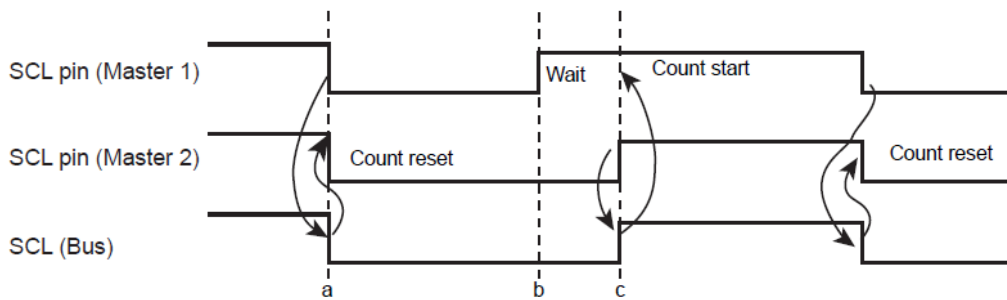 SCL pin (Master 1)
Wait
Count start
SCL pin (Master 2)
Count reset
Count reset
SCL (Bus)
a
b
c